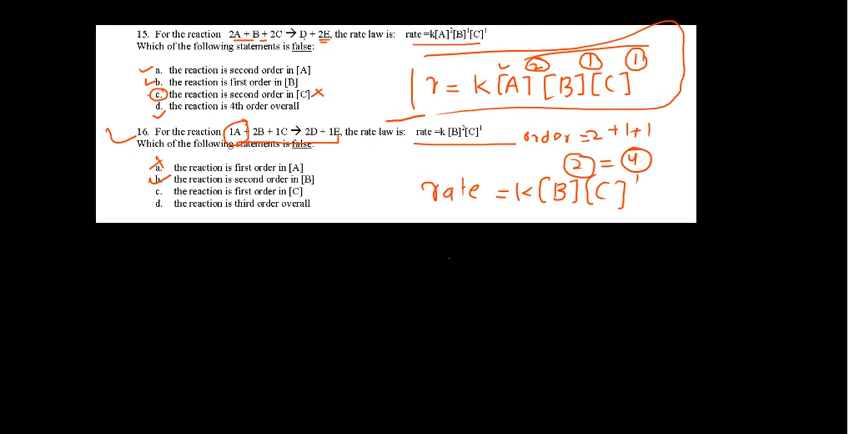 15. For the reaction 2A + B + 2C → D + 2E, the rate law is: rate =k[A]²[B]¹[C]¹
Which of the following statements is false:
a. the reaction is second order in [A]
b. the reaction is first order in [B]
c. the reaction is second order in [C]
d. the reaction is 4th order overall
r = K [A] [B] [C]
2 1 1
16. For the reaction 1A + 2B + 1C → 2D + 1E, the rate law is: rate =k [B]²[C]¹
Which of the following statements is false:
order = 2 + 1 + 1
= 4
a. the reaction is first order in [A]
b. the reaction is second order in [B]
c. the reaction is first order in [C]
d. the reaction is third order overall
rate = K [B]² [C]¹